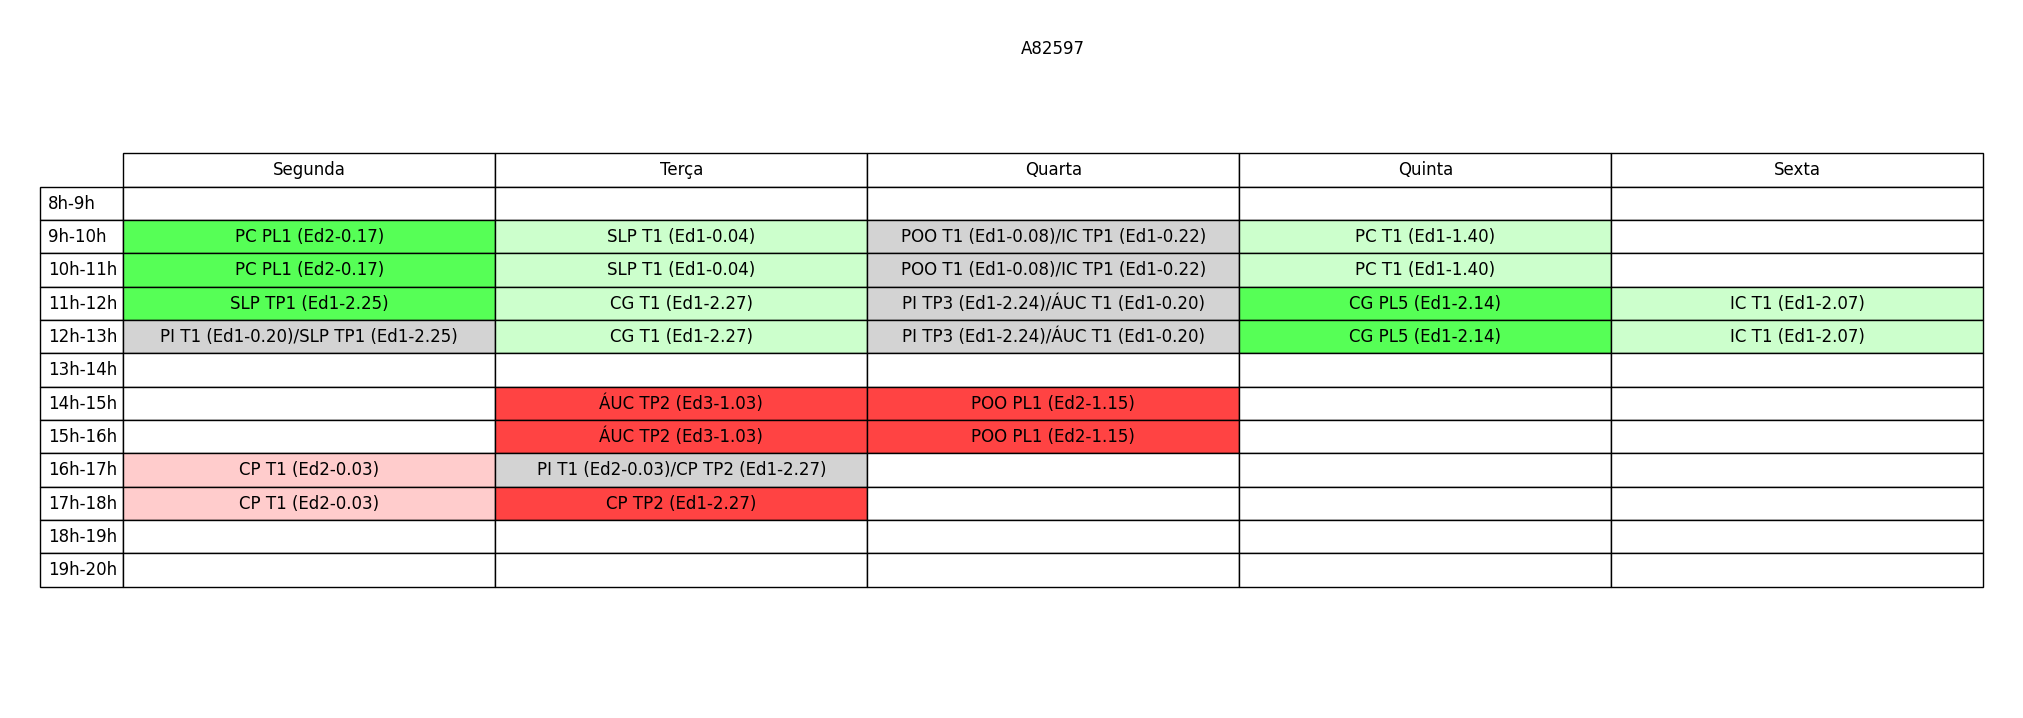 A82597
Segunda Terça Quarta Quinta Sexta
8h-9h
9h-10h PC PL1 (Ed2-0.17) SLP T1 (Ed1-0.04) POO T1 (Ed1-0.08)/IC TP1 (Ed1-0.22) PC T1 (Ed1-1.40)
10h-11h PC PL1 (Ed2-0.17) SLP T1 (Ed1-0.04) POO T1 (Ed1-0.08)/IC TP1 (Ed1-0.22) PC T1 (Ed1-1.40)
11h-12h SLP TP1 (Ed1-2.25) CG T1 (Ed1-2.27) PI TP3 (Ed1-2.24)/ÁUC T1 (Ed1-0.20) CG PL5 (Ed1-2.14) IC T1 (Ed1-2.07)
12h-13h PI T1 (Ed1-0.20)/SLP TP1 (Ed1-2.25) CG T1 (Ed1-2.27) PI TP3 (Ed1-2.24)/ÁUC T1 (Ed1-0.20) CG PL5 (Ed1-2.14) IC T1 (Ed1-2.07)
13h-14h
14h-15h ÁUC TP2 (Ed3-1.03) POO PL1 (Ed2-1.15)
15h-16h ÁUC TP2 (Ed3-1.03) POO PL1 (Ed2-1.15)
16h-17h CP T1 (Ed2-0.03) PI T1 (Ed2-0.03)/CP TP2 (Ed1-2.27)
17h-18h CP T1 (Ed2-0.03) CP TP2 (Ed1-2.27)
18h-19h
19h-20h